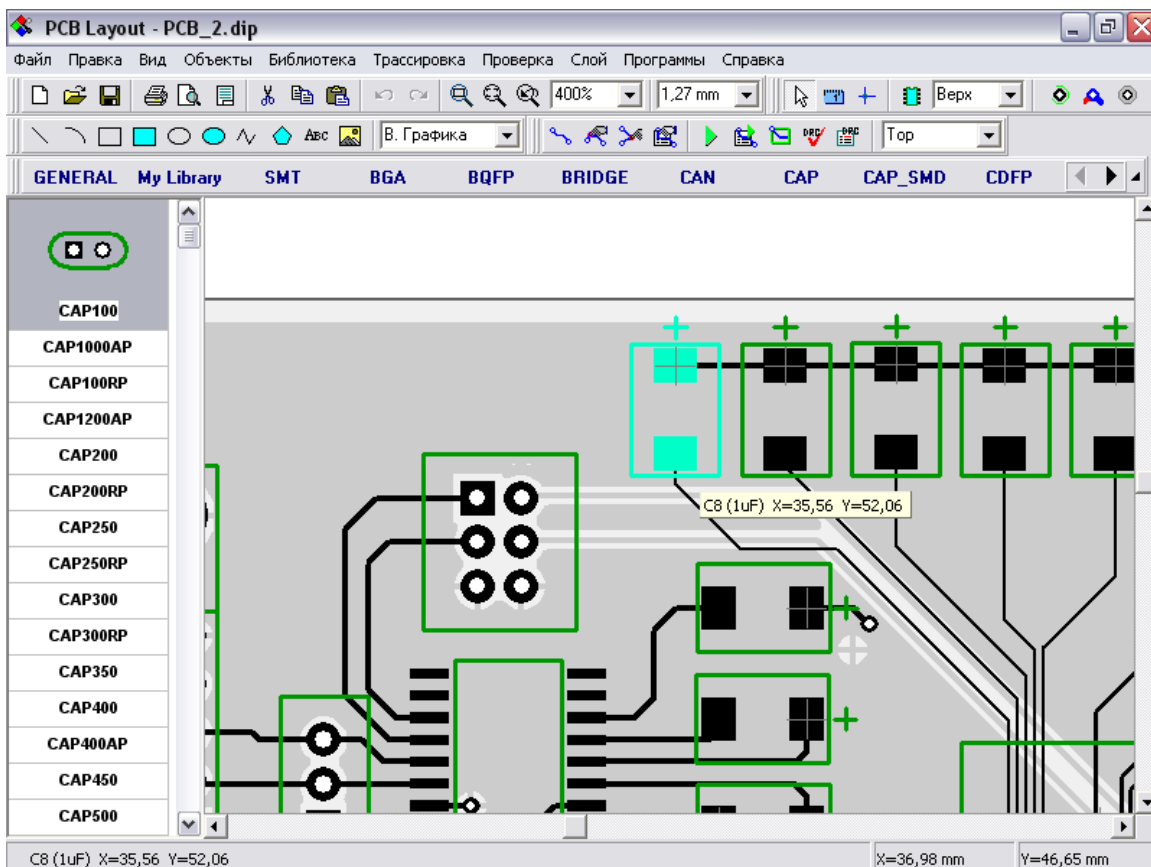 PCB Layout - PCB_2.dip
Файл Правка Вид Объекты Библиотека Трассировка Проверка Слой Программы Справка
400% 1,27 mm Верх
ABC В. Графика DRC DRC Top
GENERAL My Library SMT BGA BQFP BRIDGE CAN CAP CAP_SMD CDFP
CAP100
CAP1000AP
CAP100RP
CAP1200AP
CAP200
CAP200RP
CAP250
CAP250RP
CAP300
CAP300RP
CAP350
CAP400
CAP400AP
CAP450
CAP500
C8 (1uF) X=35,56 Y=52,06
C8 (1uF) X=35,56 Y=52,06 X=36,98 mm Y=46,65 mm